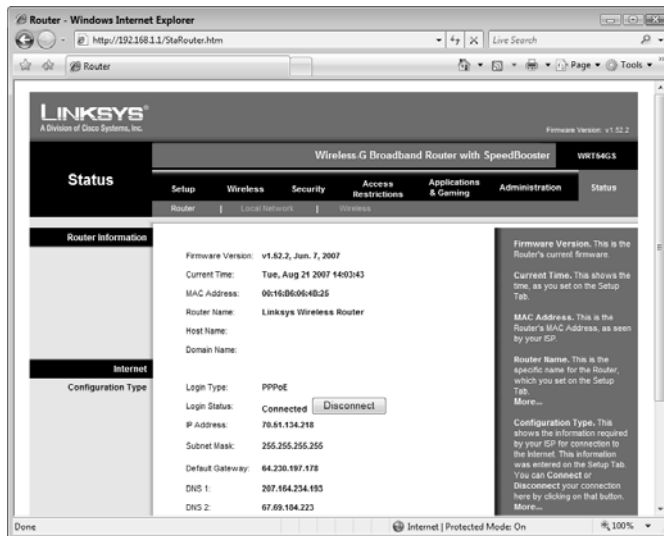 Router - Windows Internet Explorer
http://192.168.1.1/StaRouter.htm
Live Search
Router
Page
Tools
LINKSYS®
A Division of Cisco Systems, Inc.
Firmware Version: v1.52.2
Wireless-G Broadband Router with SpeedBooster WRT54GS
Status
Setup Wireless Security Access Restrictions Applications & Gaming Administration Status
Router | Local Network | Wireless
Router Information
Firmware Version: v1.52.2, Jun. 7, 2007
Current Time: Tue, Aug 21 2007 14:03:43
MAC Address: 00:16:B6:06:4B:25
Router Name: Linksys Wireless Router
Host Name:
Domain Name:
Internet
Configuration Type
Login Type: PPPoE
Login Status: Connected Disconnect
IP Address: 70.51.134.218
Subnet Mask: 255.255.255.255
Default Gateway: 64.230.197.178
DNS 1: 207.164.234.193
DNS 2: 67.69.184.223
Firmware Version. This is the
Router's current firmware.
Current Time. This shows the
time, as you set on the Setup
Tab.
MAC Address. This is the
Router's MAC Address, as seen
by your ISP.
Router Name. This is the
specific name for the Router,
which you set on the Setup
Tab.
More...
Configuration Type. This
shows the information required
by your ISP for connection to
the Internet. This information
was entered on the Setup Tab.
You can Connect or
Disconnect your connection
here by clicking on that button.
More...
Done
Internet | Protected Mode: On
100%